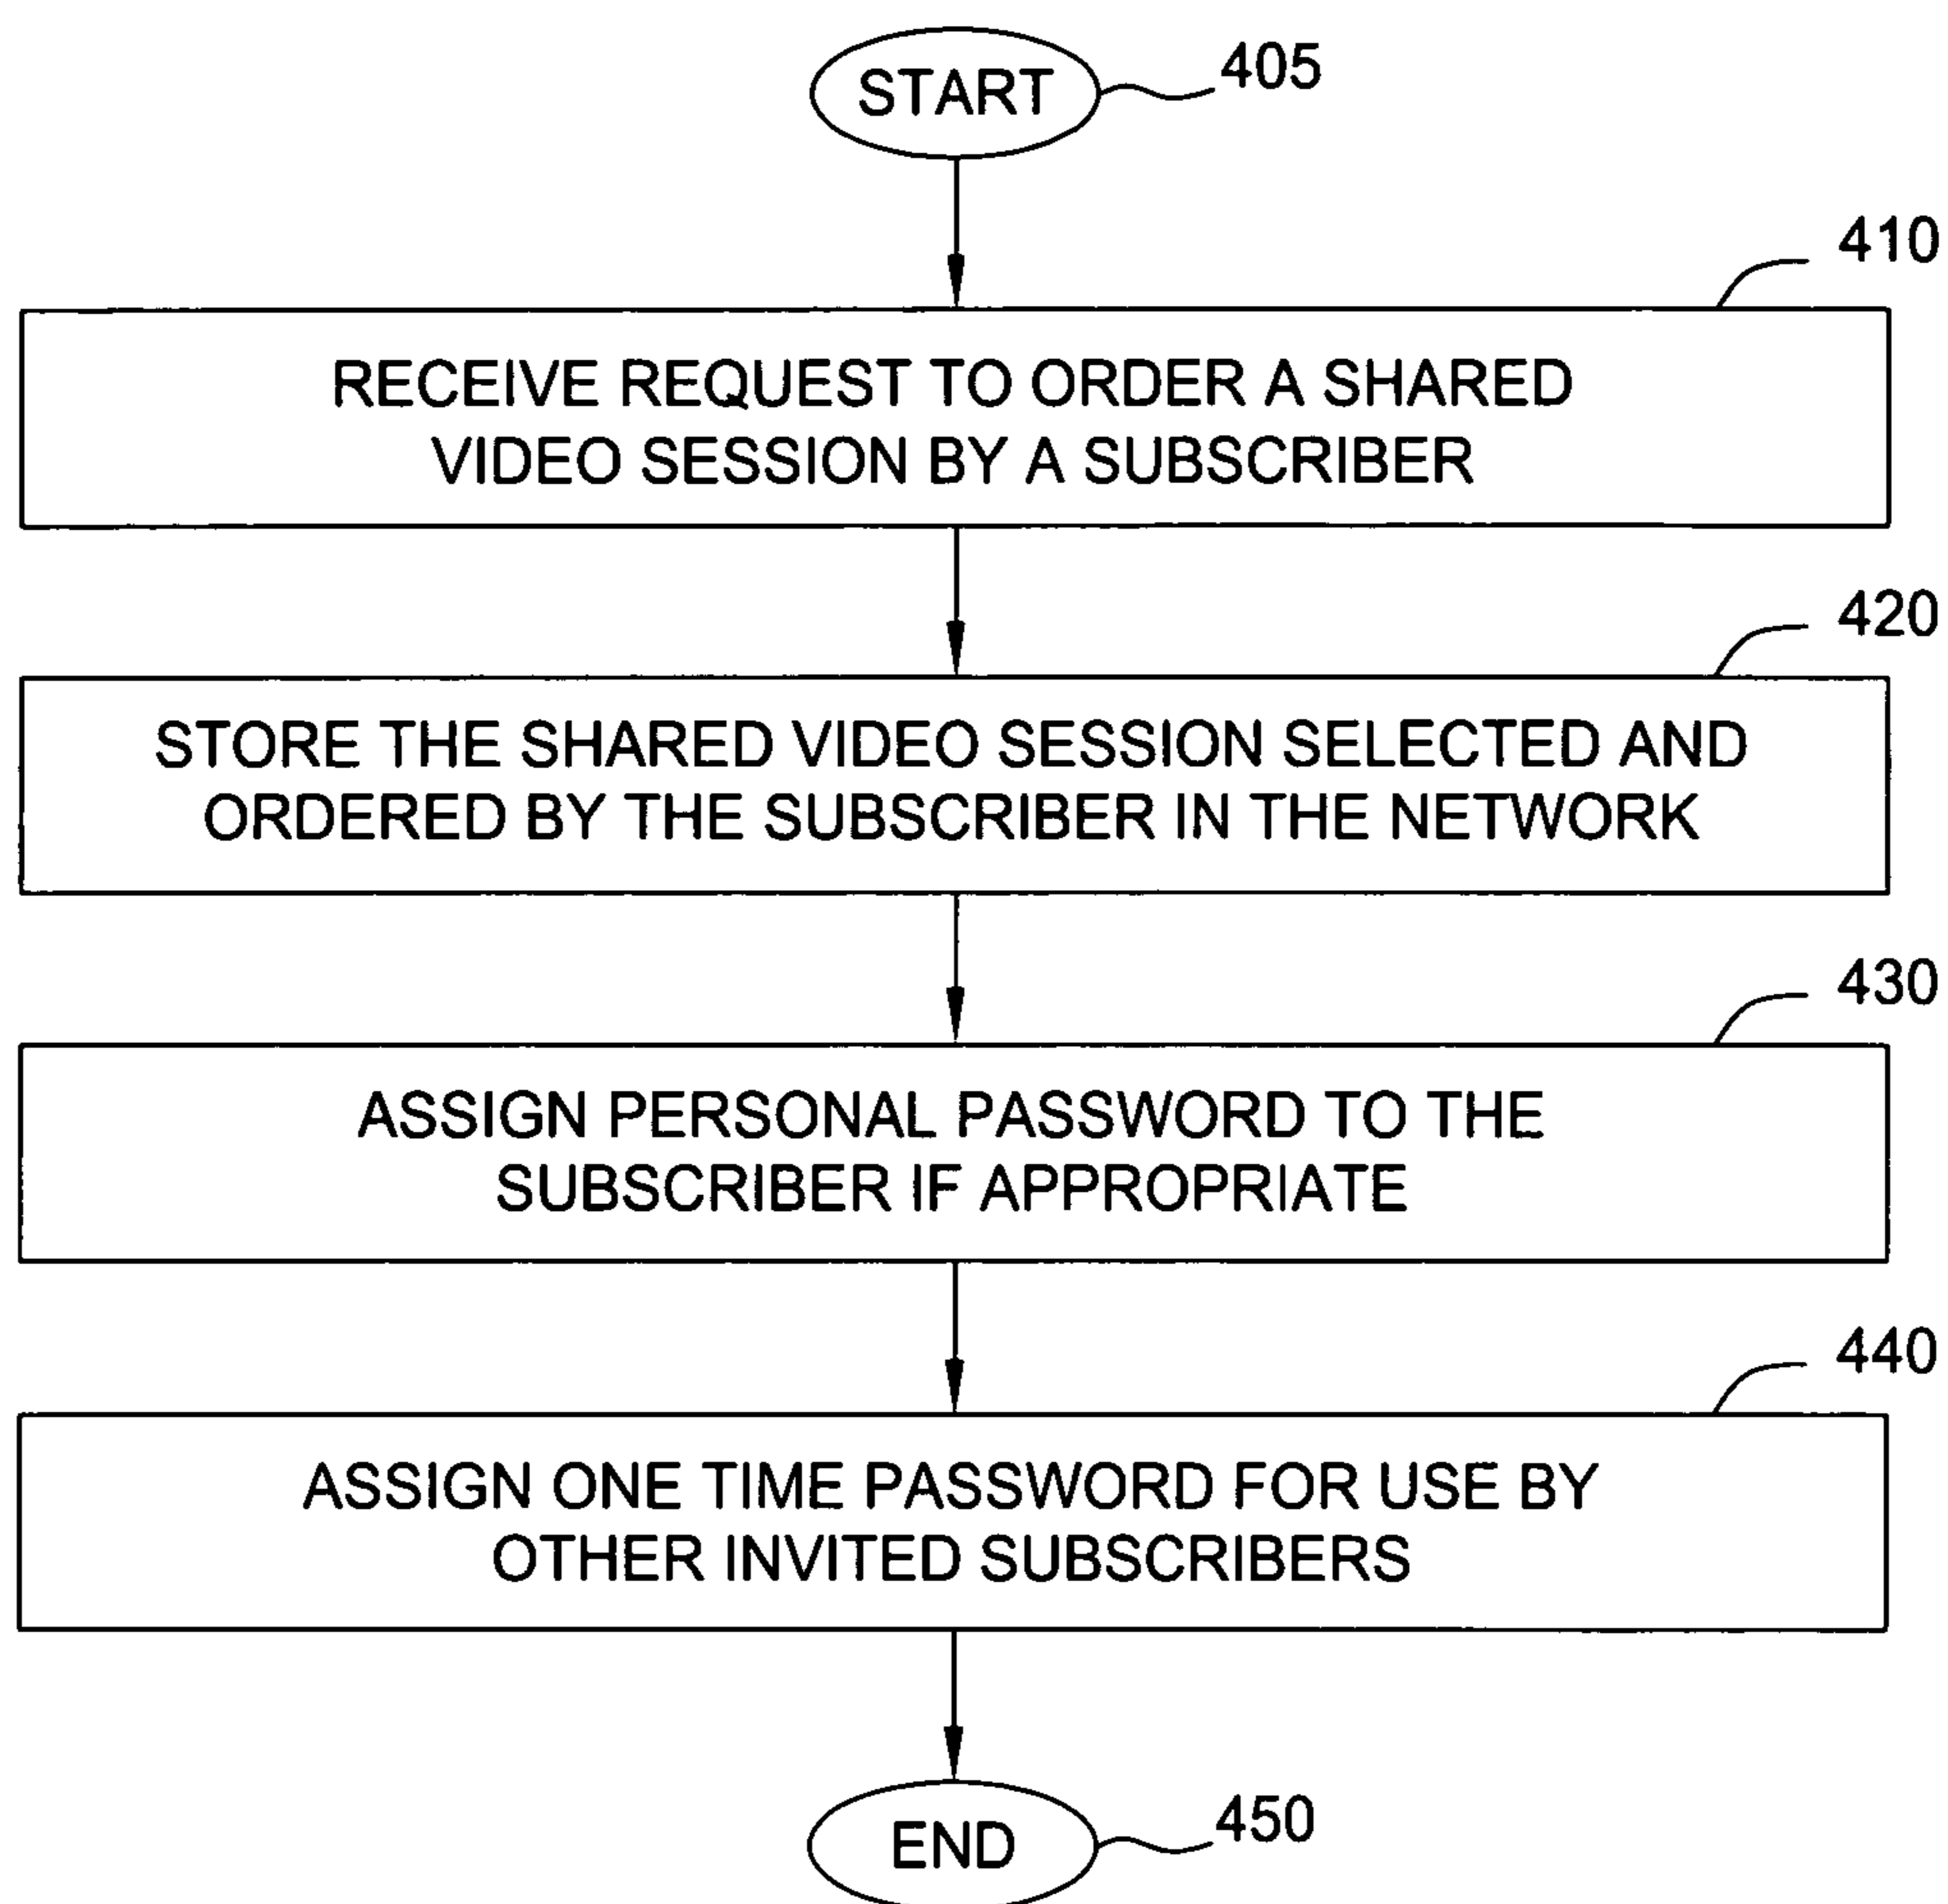 START
405
410
RECEIVE REQUEST TO ORDER A SHARED
VIDEO SESSION BY A SUBSCRIBER
420
STORE THE SHARED VIDEO SESSION SELECTED AND
ORDERED BY THE SUBSCRIBER IN THE NETWORK
430
ASSIGN PERSONAL PASSWORD TO THE
SUBSCRIBER IF APPROPRIATE
440
ASSIGN ONE TIME PASSWORD FOR USE BY
OTHER INVITED SUBSCRIBERS
END
450